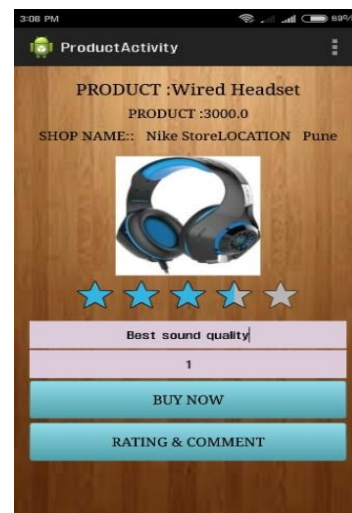 3:08 PM 69%
ProductActivity
PRODUCT :Wired Headset
PRODUCT :3000.0
SHOP NAME:: Nike StoreLOCATION Pune
Best sound quality
1
BUY NOW
RATING & COMMENT